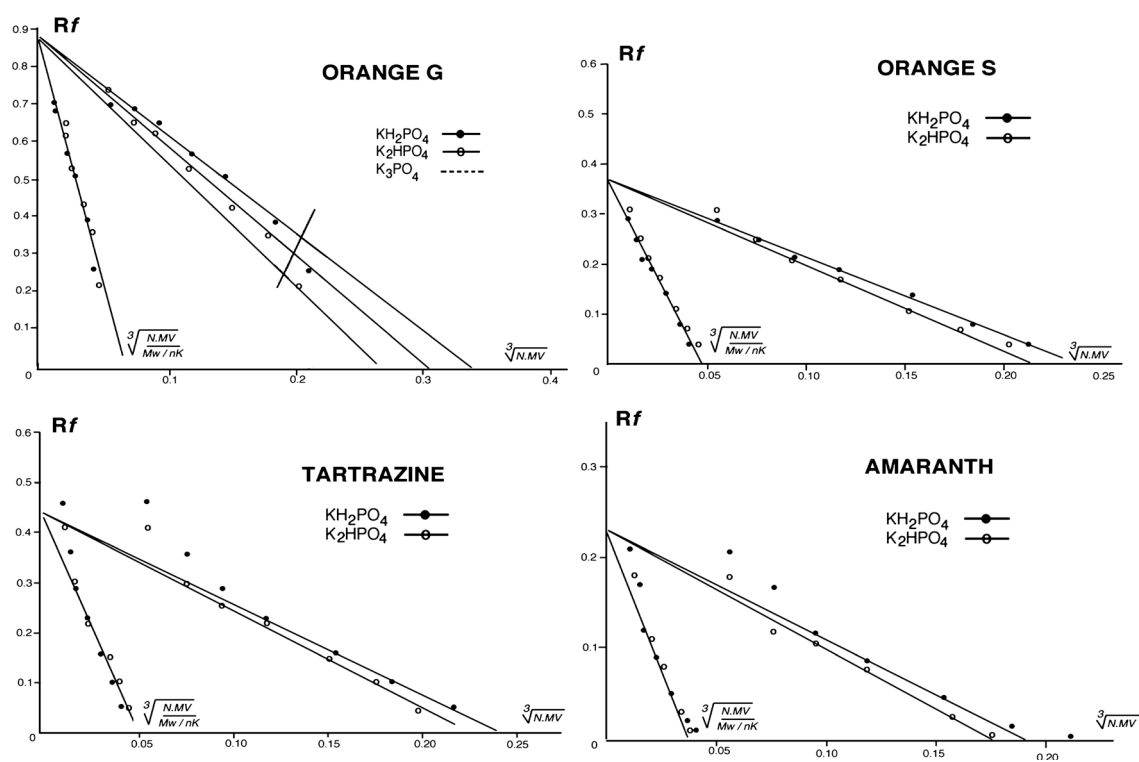 Rf
ORANGE G
KH₂PO₄
K₂HPO₄
K₃PO₄
0.9
0.8
0.7
0.6
0.5
0.4
0.3
0.2
0.1
0
0.1
0.2
0.3
0.4
3√N.MV / Mw / nK
3√N.MV
Rf
ORANGE S
KH₂PO₄
K₂HPO₄
0.6
0.5
0.4
0.3
0.2
0.1
0
0.05
0.10
0.15
0.20
0.25
3√N.MV / Mw / nK
3√N.MV
Rf
TARTRAZINE
KH₂PO₄
K₂HPO₄
0.6
0.5
0.4
0.3
0.2
0.1
0
0.05
0.10
0.15
0.20
0.25
3√N.MV / Mw / nK
3√N.MV
Rf
AMARANTH
KH₂PO₄
K₂HPO₄
0.3
0.2
0.1
0
0.05
0.10
0.15
0.20
3√N.MV / Mw / nK
3√N.MV